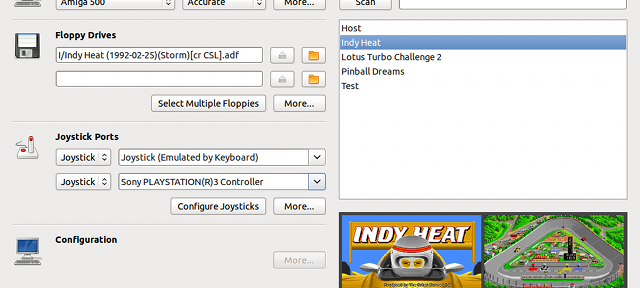 Amiga 500
Accurate
More...
Scan
Floppy Drives
I/Indy Heat (1992-02-25)(Storm)[cr CSL].adf
Select Multiple Floppies
More...
Joystick Ports
Joystick
Joystick (Emulated by Keyboard)
Joystick
Sony PLAYSTATION(R)3 Controller
Configure Joysticks
More...
Configuration
More...
Host
Indy Heat
Lotus Turbo Challenge 2
Pinball Dreams
Test
INDY HEAT